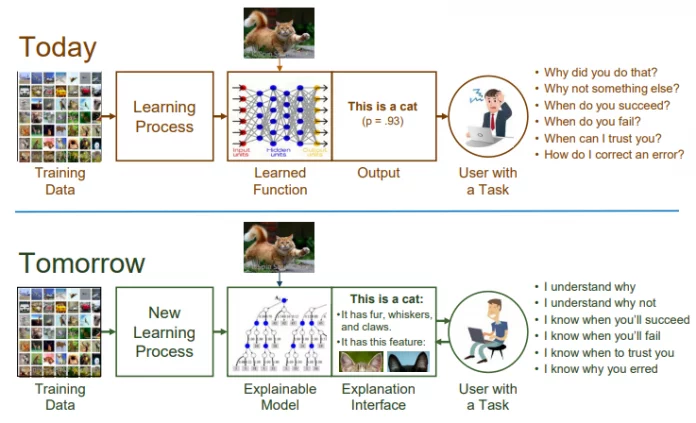 Today
Training
Data
Learning
Process
Input
units
Hidden
units
Output
units
Learned
Function
This is a cat
(p = .93)
Output
User with
a Task
• Why did you do that?
• Why not something else?
• When do you succeed?
• When do you fail?
• When can I trust you?
• How do I correct an error?
Tomorrow
Training
Data
New
Learning
Process
Explainable
Model
This is a cat:
•It has fur, whiskers,
and claws.
•It has this feature:
Explanation
Interface
User with
a Task
• I understand why
• I understand why not
• I know when you'll succeed
• I know when you'll fail
• I know when to trust you
• I know why you erred